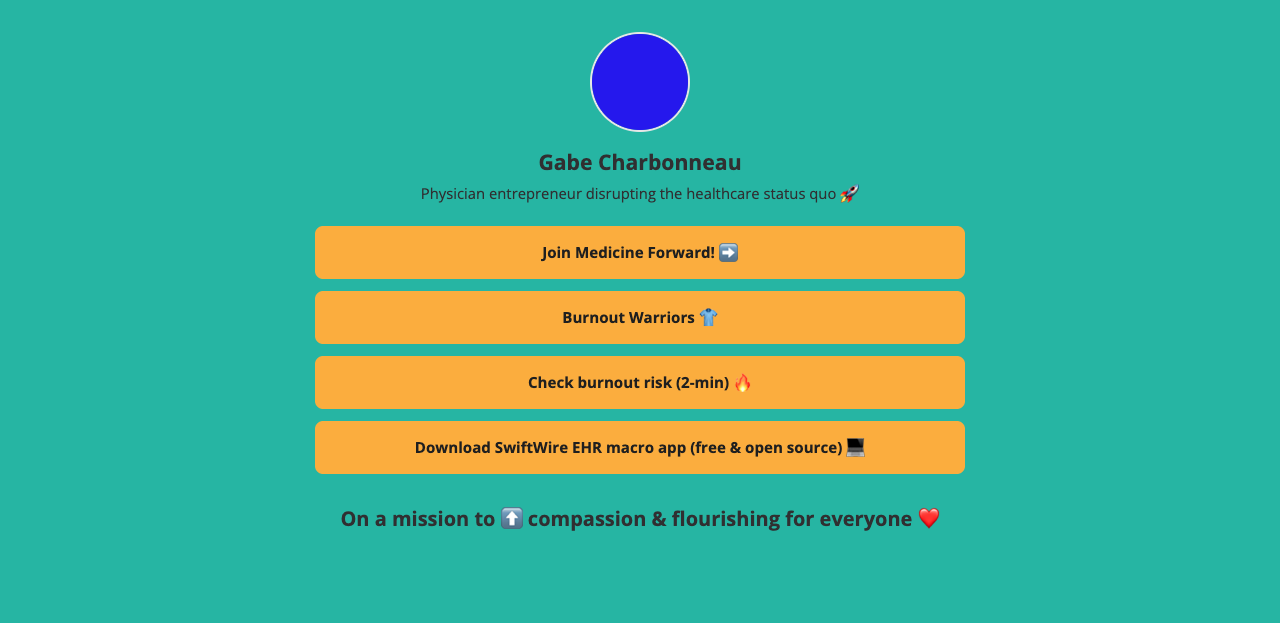 Gabe Charbonneau
Physician entrepreneur disrupting the healthcare status quo 🚀
Join Medicine Forward! ➡️
Burnout Warriors 👕
Check burnout risk (2-min) 🔥
Download SwiftWire EHR macro app (free & open source) 💻
On a mission to ⬆️ compassion & flourishing for everyone ❤️